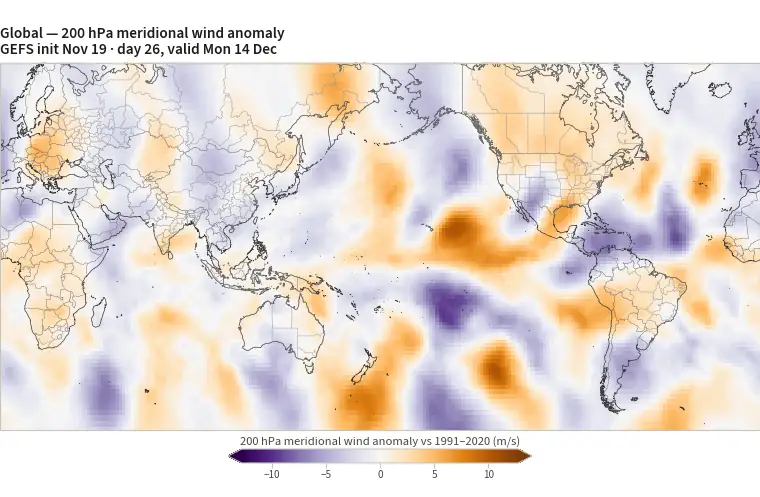 Global — 200 hPa meridional wind anomaly
GEFS init Nov 19 · day 26, valid Mon 14 Dec
200 hPa meridional wind anomaly vs 1991–2020 (m/s)
−10 −5 0 5 10